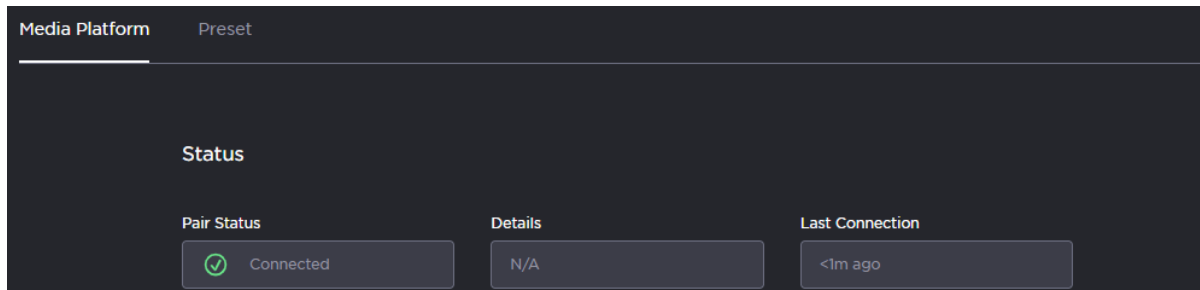 Media Platform Preset
Status
Pair Status Details Last Connection
Connected N/A <1m ago